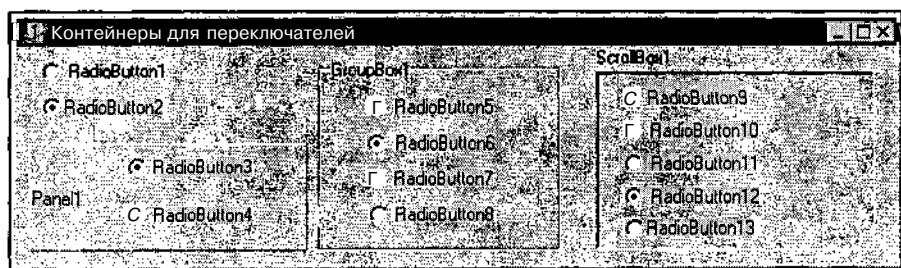 Контейнеры для переключателей
RadioButton1
RadioButton2
RadioButton3
Panel1
RadioButton4
GroupBox1
RadioButton5
RadioButton6
RadioButton7
RadioButton8
ScrollBox1
RadioButton9
RadioButton10
RadioButton11
RadioButton12
RadioButton13